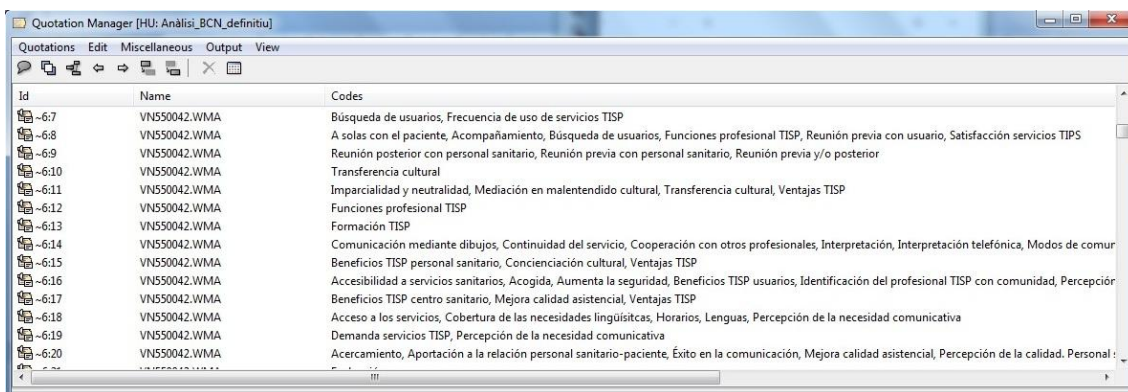 Quotation Manager [HU: Anàlisi_BCN_definitiu]
Quotations Edit Miscellaneous Output View
Id Name Codes
~6:7 VN550042.WMA Búsqueda de usuarios, Frecuencia de uso de servicios TISP
~6:8 VN550042.WMA A solas con el paciente, Acompañamiento, Búsqueda de usuarios, Funciones profesional TISP, Reunión previa con usuario, Satisfacción servicios TIPS
~6:9 VN550042.WMA Reunión posterior con personal sanitario, Reunión previa con personal sanitario, Reunión previa y/o posterior
~6:10 VN550042.WMA Transferencia cultural
~6:11 VN550042.WMA Imparcialidad y neutralidad, Mediación en malentendido cultural, Transferencia cultural, Ventajas TISP
~6:12 VN550042.WMA Funciones profesional TISP
~6:13 VN550042.WMA Formación TISP
~6:14 VN550042.WMA Comunicación mediante dibujos, Continuidad del servicio, Cooperación con otros profesionales, Interpretación, Interpretación telefónica, Modos de comur
~6:15 VN550042.WMA Beneficios TISP personal sanitario, Concienciación cultural, Ventajas TISP
~6:16 VN550042.WMA Accesibilidad a servicios sanitarios, Acogida, Aumenta la seguridad, Beneficios TISP usuarios, Identificación del profesional TISP con comunidad, Percepción
~6:17 VN550042.WMA Beneficios TISP centro sanitario, Mejora calidad asistencial, Ventajas TISP
~6:18 VN550042.WMA Acceso a los servicios, Cobertura de las necesidades lingüísitcas, Horarios, Lenguas, Percepción de la necesidad comunicativa
~6:19 VN550042.WMA Demanda servicios TISP, Percepción de la necesidad comunicativa
~6:20 VN550042.WMA Acercamiento, Aportación a la relación personal sanitario-paciente, Éxito en la comunicación, Mejora calidad asistencial, Percepción de la calidad. Personal